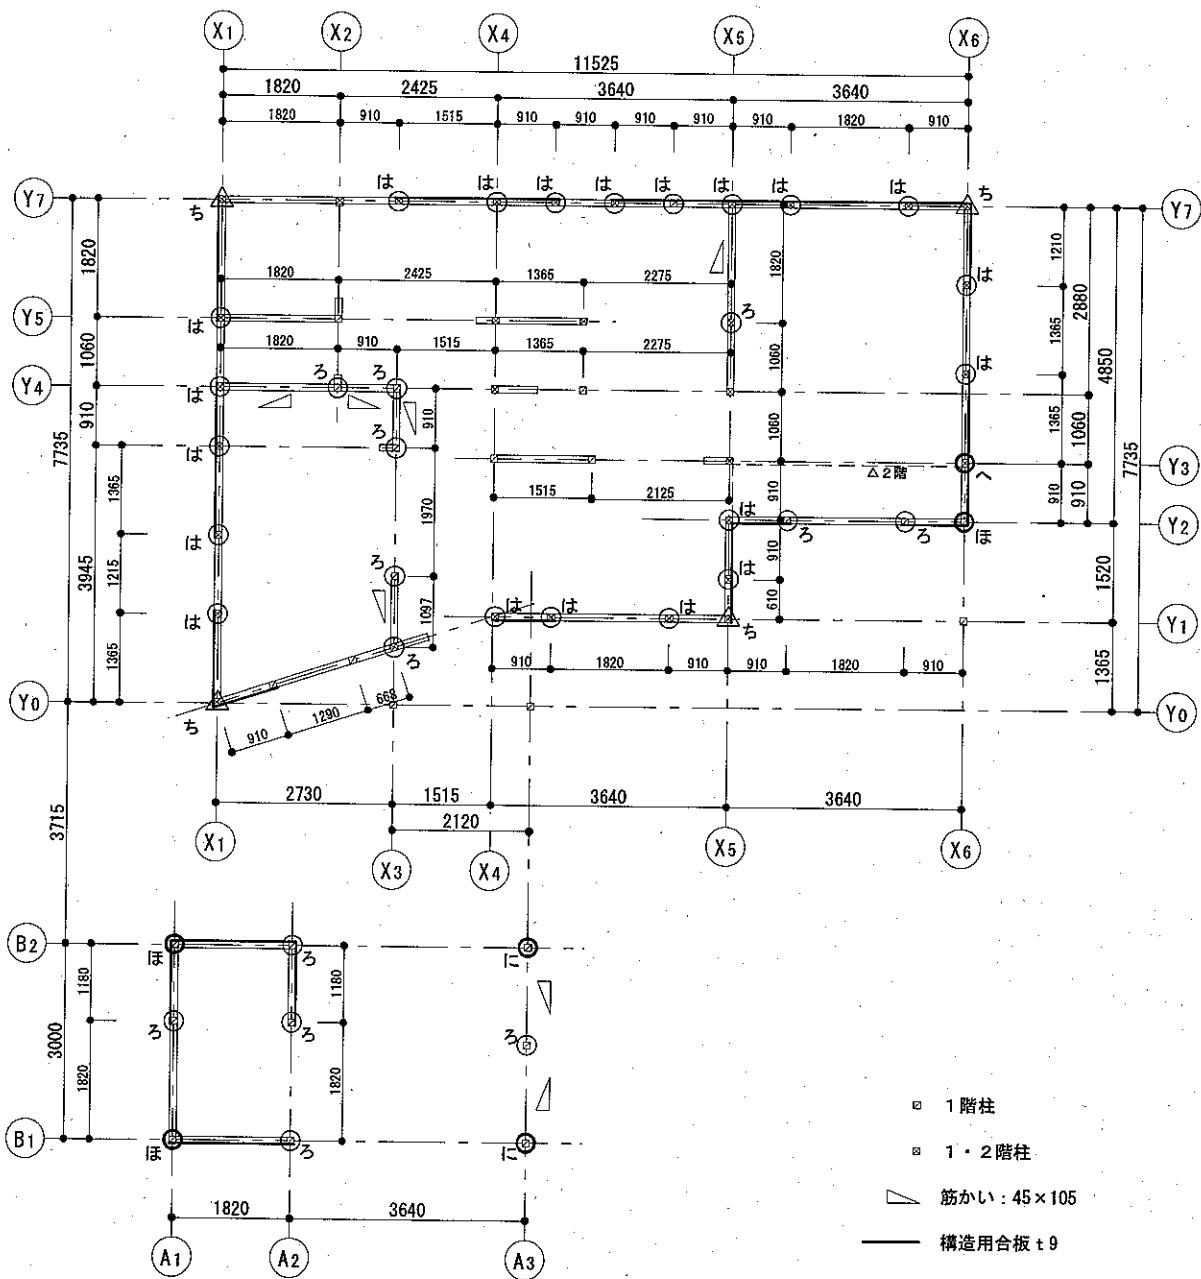 X1 X2 X4 X5 X6
11525
1820 2425 3640 3640
1820 910 1515 910 910 910 910 910 1820 910
は は は は は は は は
Y7 ち ち Y7
1820 1820 1210
1820 2425 1365 2275
は 2880
Y5 は ろ
1820 910 1515 1365 2275
1060 ろ ろ 1060 1365 4850
Y4 は は
910 910
7735 ろ 1060 1365 1060 7735
は Y3
△2階 へ
1365 1515 2125 910 910 910
1970 は
は ろ ろ ほ Y2
3945 1215 ろ は 910 1520
は 1097 は は は 610
1365 ろ ち Y1
910 1820 910 910 1820 910 1365
Y0 668 Y0
ち 1290
910
2730 1515 3640 3640
3715 2120
X1 X3 X4 X5 X6
B2
ほ ろ に
1180 1180
ろ ろ ろ
3000
1820 1820
B1
ほ ろ に
1820 3640
A1 A2 A3
1階柱
1・2階柱
筋かい：45×105
構造用合板 t9